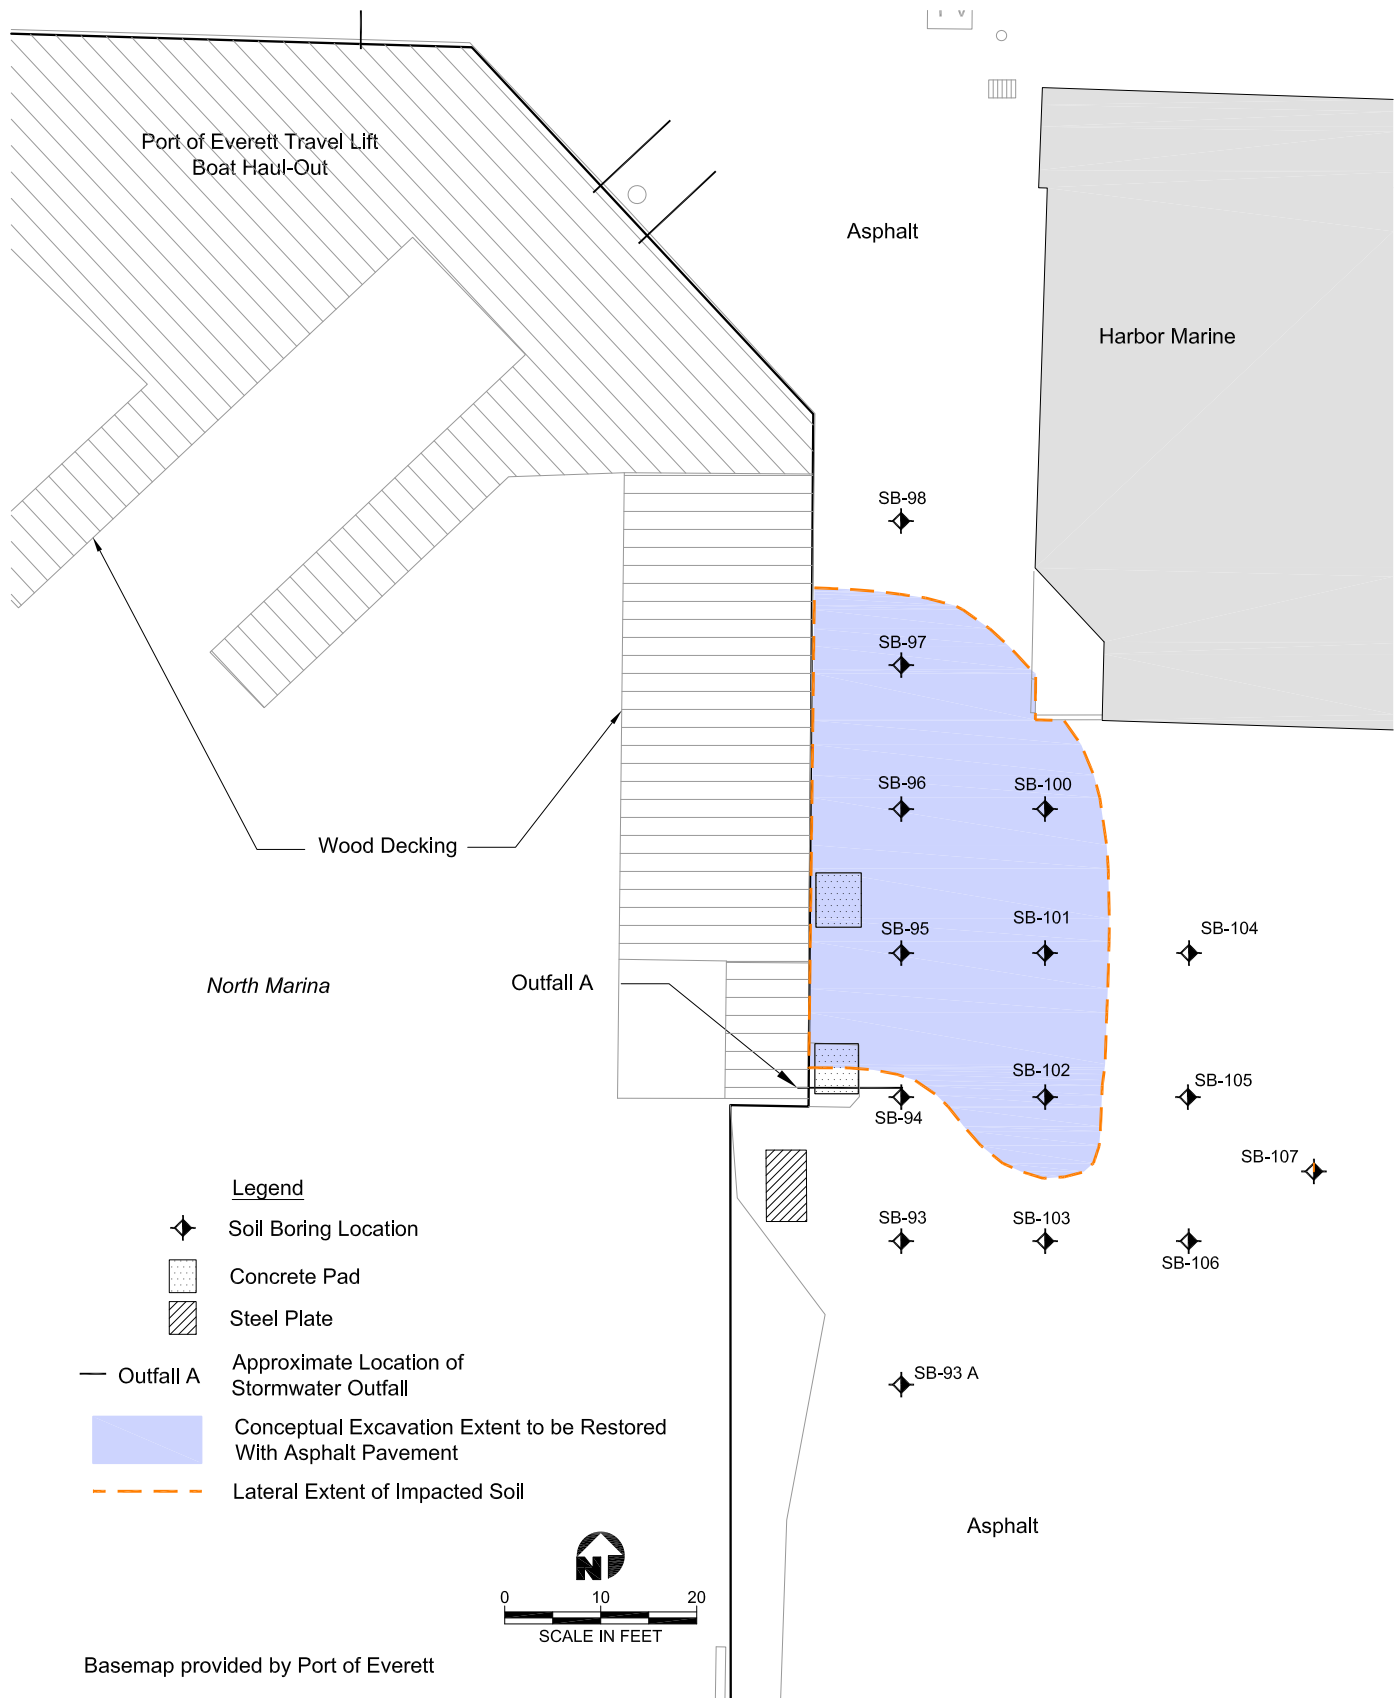 Port of Everett Travel Lift
Boat Haul-Out
Asphalt
Harbor Marine
SB-98
SB-97
SB-96
SB-100
Wood Decking
SB-95
SB-101
SB-104
North Marina
Outfall A
SB-102
SB-105
SB-94
SB-107
SB-93
SB-103
SB-106
SB-93 A
Legend
Soil Boring Location
Concrete Pad
Steel Plate
Outfall A
Approximate Location of
Stormwater Outfall
Conceptual Excavation Extent to be Restored
With Asphalt Pavement
Lateral Extent of Impacted Soil
Asphalt
N
0 10 20
SCALE IN FEET
Basemap provided by Port of Everett